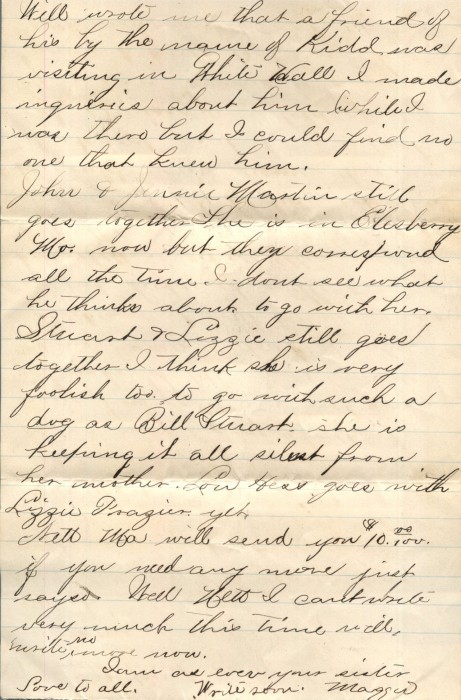 Will wrote me that a friend of
his by the name of Kidd was
visiting in White Hall I made
inquiries about him while I
was there but I could find no
one that knew him.
John & Jennie Martin still
goes together She is in Elesberry
Mo. now but they correspond
all the time. I dont see what
he thinks about to go with her.
Stuart & Lizzie still goes
together I think she is very
foolish too to go with such a
dog as Bill Stuart. she is
keeping it all silent from
her mother. Lou Hess goes with
Lizzie Frazier yet.
Nett Ma will send you $10.00/100.
if you need any more just
sayso. Well Nett I cant write
very much this time will,
write no more now.
I am as ever your sister
Love to all. Write soon. Maggie